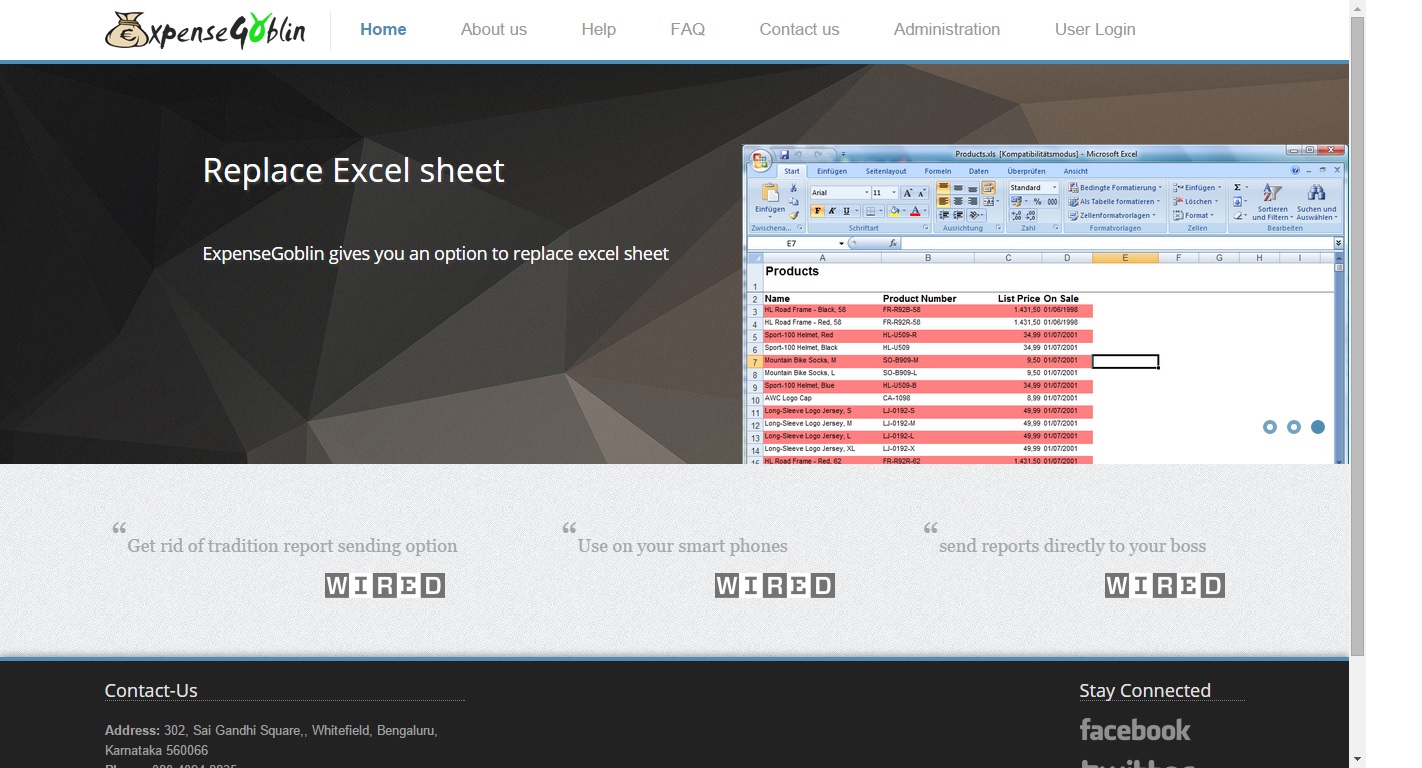 ExpenseGoblin
Home About us Help FAQ Contact us Administration User Login
Replace Excel sheet
ExpenseGoblin gives you an option to replace excel sheet
Products.xls [Kompatibilitätsmodus] - Microsoft Excel
Start Einfügen Seitenlayout Formeln Daten Überprüfen Ansicht
Arial 11 A A Standard Bedingte Formatierung Einfügen Σ
Einfügen F K U A % 000 Als Tabelle formatieren Löschen Sortieren und Filtern Suchen und Auswählen
Zellenformatvorlagen Format
Zwischena... Schriftart Ausrichtung Zahl Formatvorlagen Zellen Bearbeiten
E7 fx
A B C D E F G H I
1 Products
2 Name Product Number List Price On Sale
3 HL Road Frame - Black, 58 FR-R92B-58 1.431,50 01/06/1998
4 HL Road Frame - Red, 58 FR-R92R-58 1.431,50 01/06/1998
5 Sport-100 Helmet, Red HL-U509-R 34,99 01/07/2001
6 Sport-100 Helmet, Black HL-U509 34,99 01/07/2001
7 Mountain Bike Socks, M SO-B909-M 9,50 01/07/2001
8 Mountain Bike Socks, L SO-B909-L 9,50 01/07/2001
9 Sport-100 Helmet, Blue HL-U509-B 34,99 01/07/2001
10 AWC Logo Cap CA-1098 8,99 01/07/2001
11 Long-Sleeve Logo Jersey, S LJ-0192-S 49,99 01/07/2001
12 Long-Sleeve Logo Jersey, M LJ-0192-M 49,99 01/07/2001
13 Long-Sleeve Logo Jersey, L LJ-0192-L 49,99 01/07/2001
14 Long-Sleeve Logo Jersey, XL LJ-0192-X 49,99 01/07/2001
15 HL Road Frame - Red, 62 FR-R92R-62 1.431,50 01/07/2001
“Get rid of tradition report sending option
WIRED
“Use on your smart phones
WIRED
“send reports directly to your boss
WIRED
Contact-Us
Address: 302, Sai Gandhi Square,, Whitefield, Bengaluru,
Karnataka 560066
Stay Connected
facebook